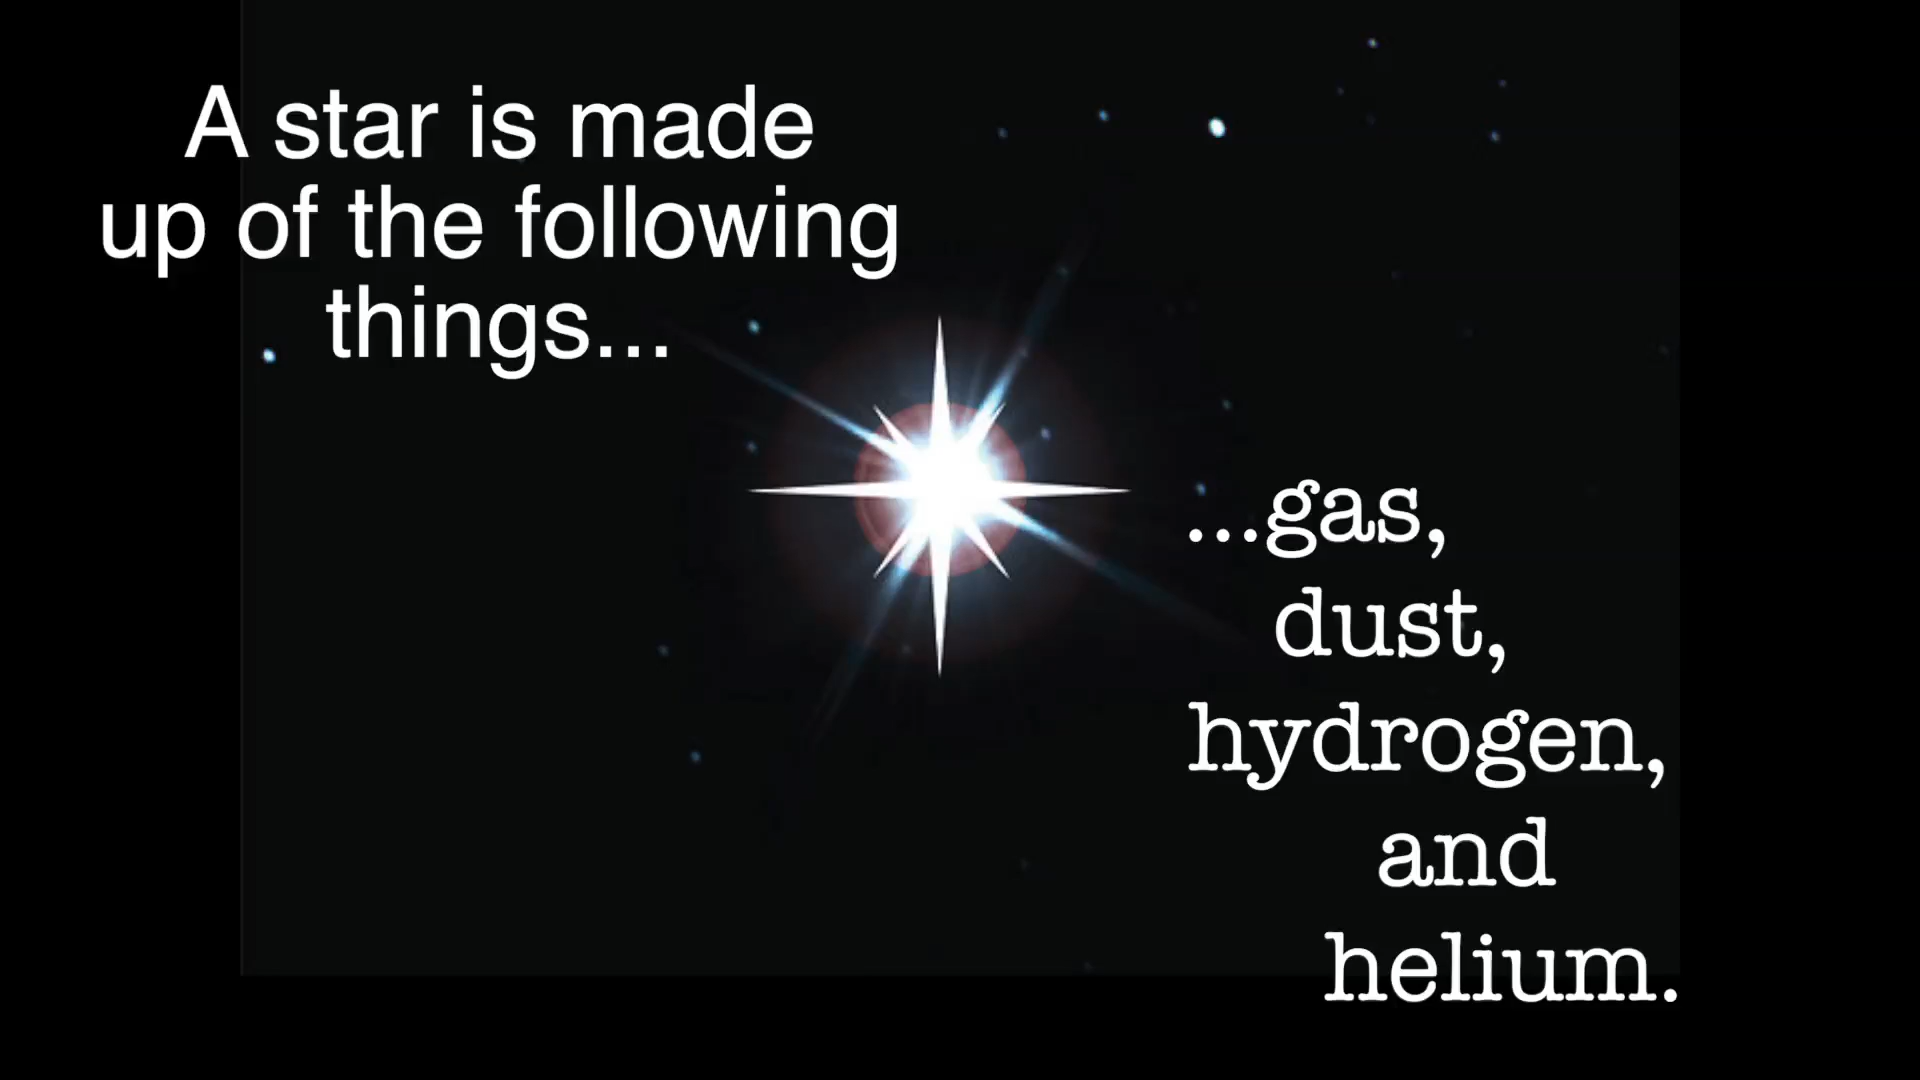 A star is made
up of the following
things...
...gas,
dust,
hydrogen,
and
helium.